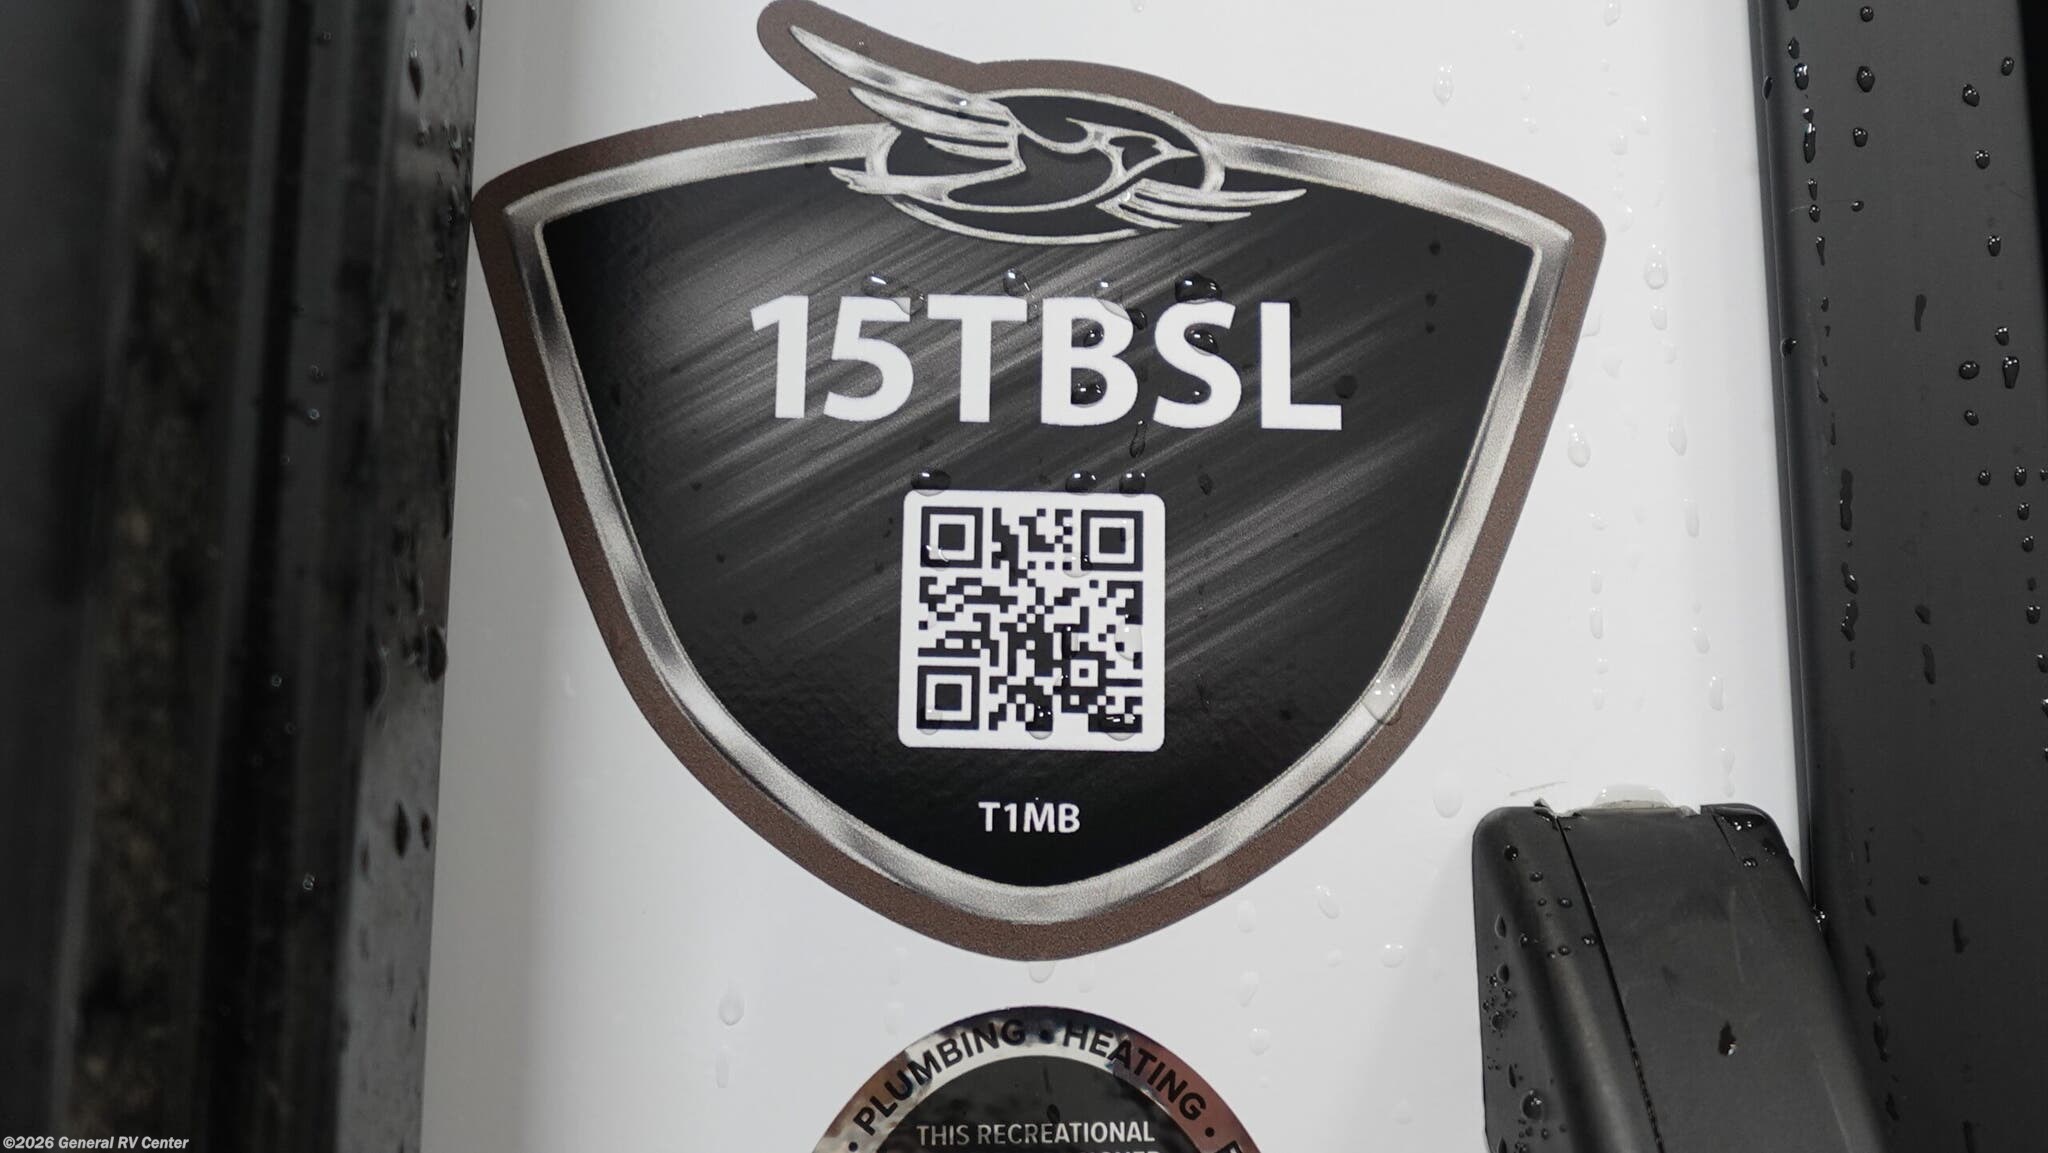 15TBSL
T1MB
• PLUMBING • HEATING •
THIS RECREATIONAL
©2026 General RV Center